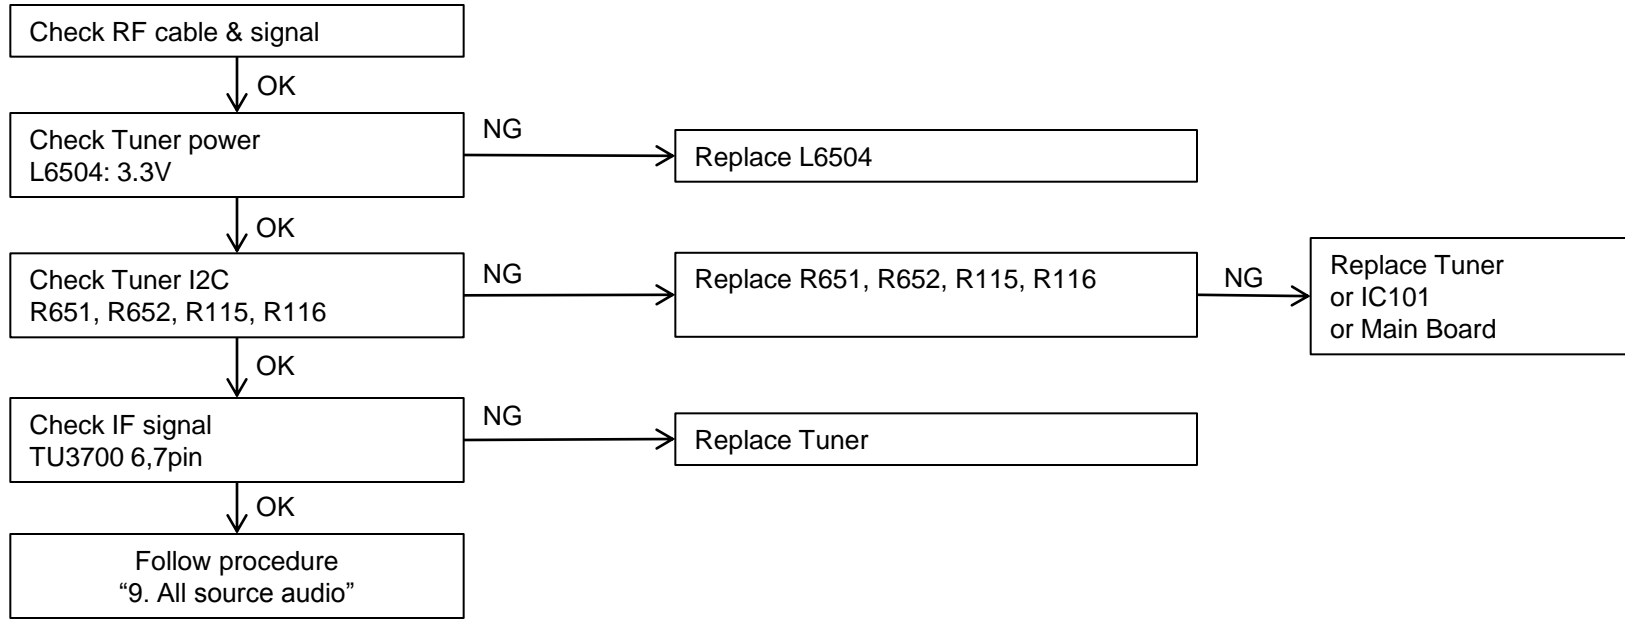 Check RF cable & signal
OK
Check Tuner power
L6504: 3.3V
NG
Replace L6504
OK
Check Tuner I2C
R651, R652, R115, R116
NG
Replace R651, R652, R115, R116
NG
Replace Tuner
or IC101
or Main Board
OK
Check IF signal
TU3700 6,7pin
NG
Replace Tuner
OK
Follow procedure
“9. All source audio”